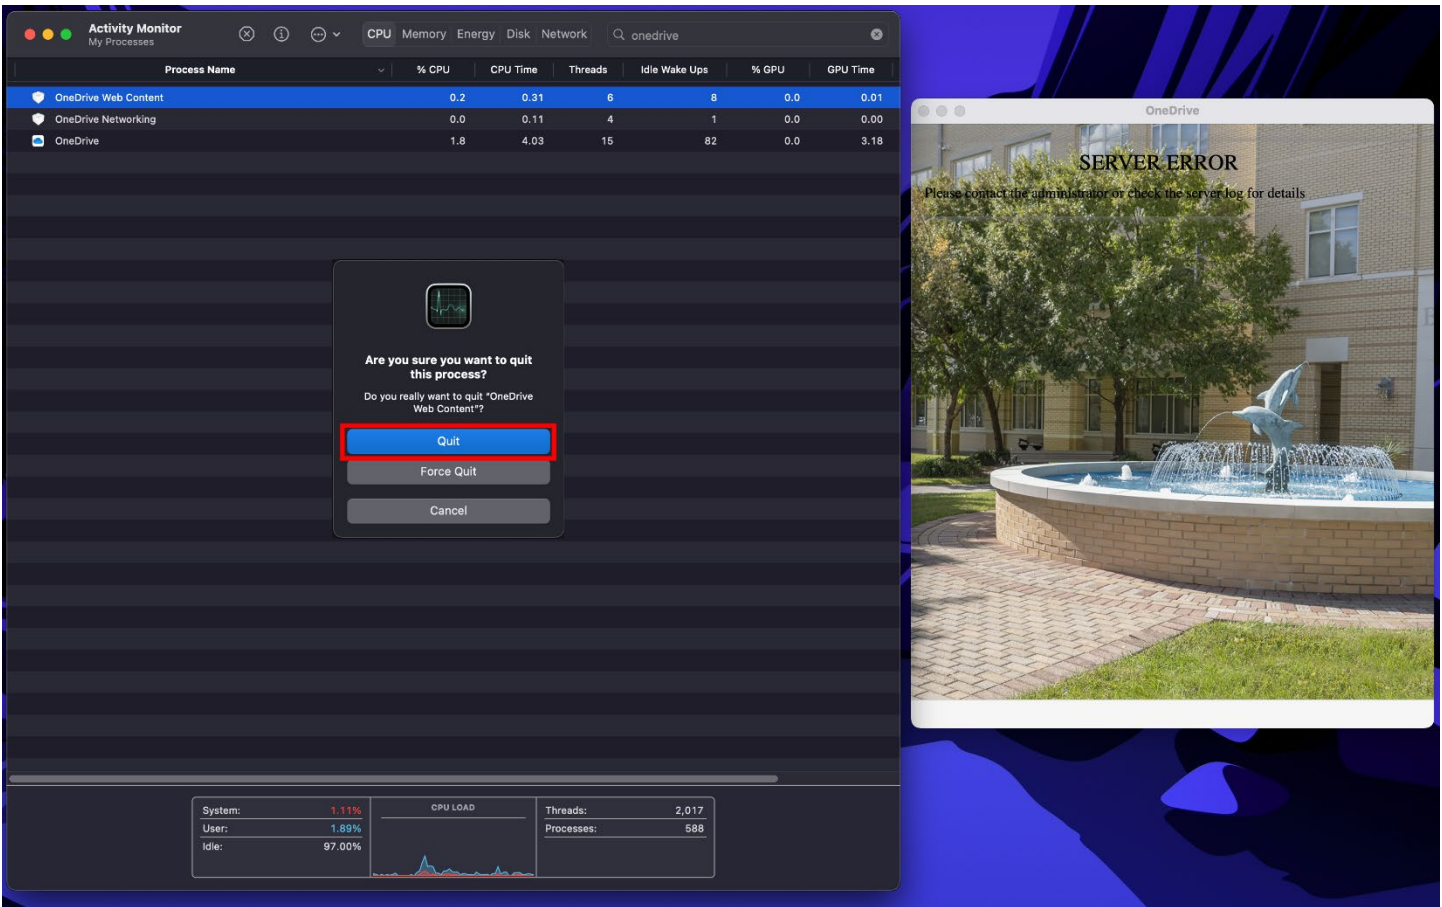 Activity Monitor
My Processes
CPU Memory Energy Disk Network
onedrive
Process Name % CPU CPU Time Threads Idle Wake Ups % GPU GPU Time
OneDrive Web Content 0.2 0.31 6 8 0.0 0.01
OneDrive Networking 0.0 0.11 4 1 0.0 0.00
OneDrive 1.8 4.03 15 82 0.0 3.18
Are you sure you want to quit
this process?
Do you really want to quit "OneDrive
Web Content"?
Quit
Force Quit
Cancel
System: 1.11%
User: 1.89%
Idle: 97.00%
CPU LOAD
Threads: 2,017
Processes: 588
OneDrive
SERVER ERROR
Please contact the administrator or check the server log for details